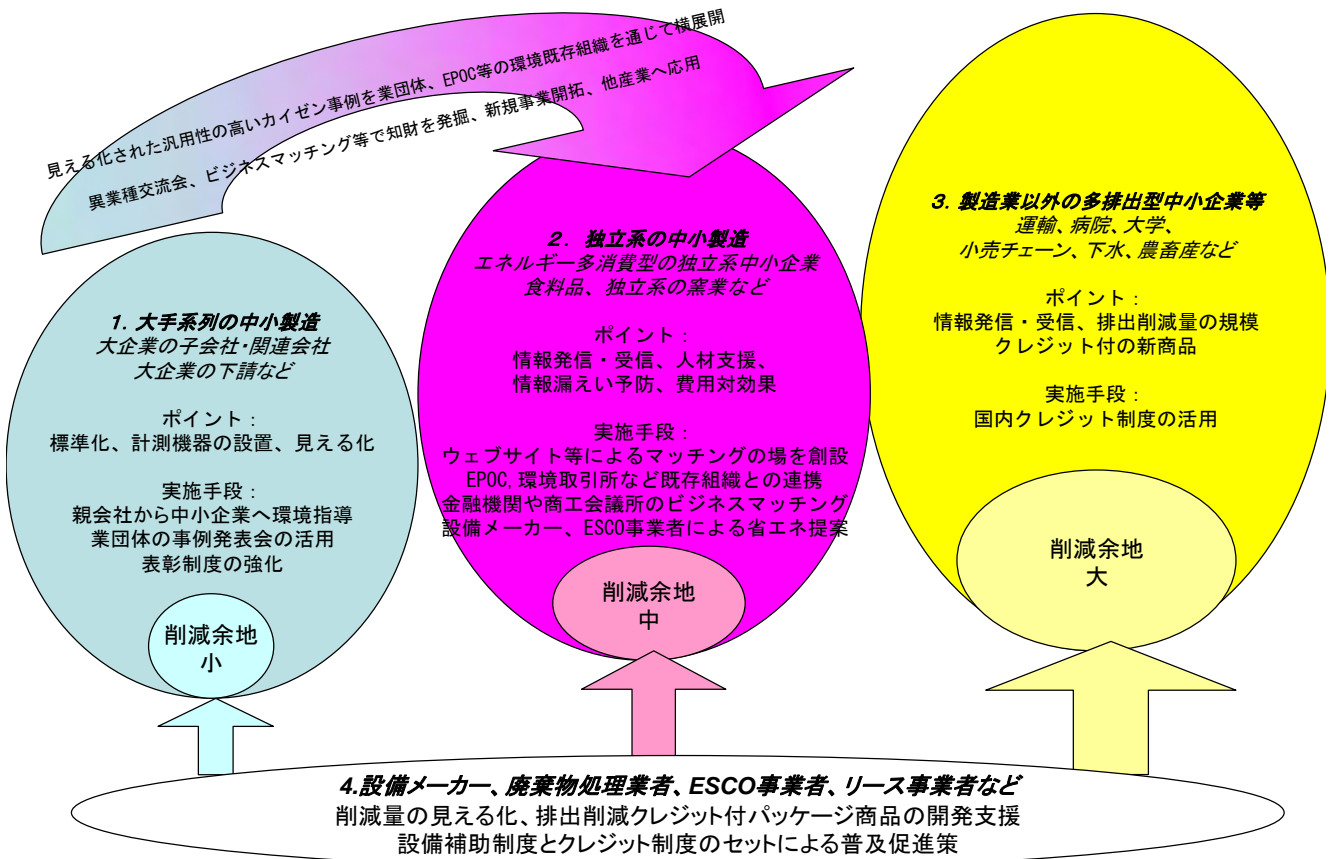 見える化された汎用性の高いカイゼン事例を業団体、EPOC等の環境既存組織を通じて横展開
異業種交流会、ビジネスマッチング等で知財を発掘、新規事業開拓、他産業へ応用
1. 大手系列の中小製造
大企業の子会社・関連会社
大企業の下請など
ポイント：
標準化、計測機器の設置、見える化
実施手段：
親会社から中小企業へ環境指導
業団体の事例発表会の活用
表彰制度の強化
削減余地
小
2. 独立系の中小製造
エネルギー多消費型の独立系中小企業
食料品、独立系の窯業など
ポイント：
情報発信・受信、人材支援、
情報漏えい予防、費用対効果
実施手段：
ウェブサイト等によるマッチングの場を創設
EPOC, 環境取引所など既存組織との連携
金融機関や商工会議所のビジネスマッチング
設備メーカー、ESCO事業者による省エネ提案
削減余地
中
3. 製造業以外の多排出型中小企業等
運輸、病院、大学、
小売チェーン、下水、農畜産など
ポイント：
情報発信・受信、排出削減量の規模
クレジット付の新商品
実施手段：
国内クレジット制度の活用
削減余地
大
4.設備メーカー、廃棄物処理業者、ESCO事業者、リース事業者など
削減量の見える化、排出削減クレジット付パッケージ商品の開発支援
設備補助制度とクレジット制度のセットによる普及促進策